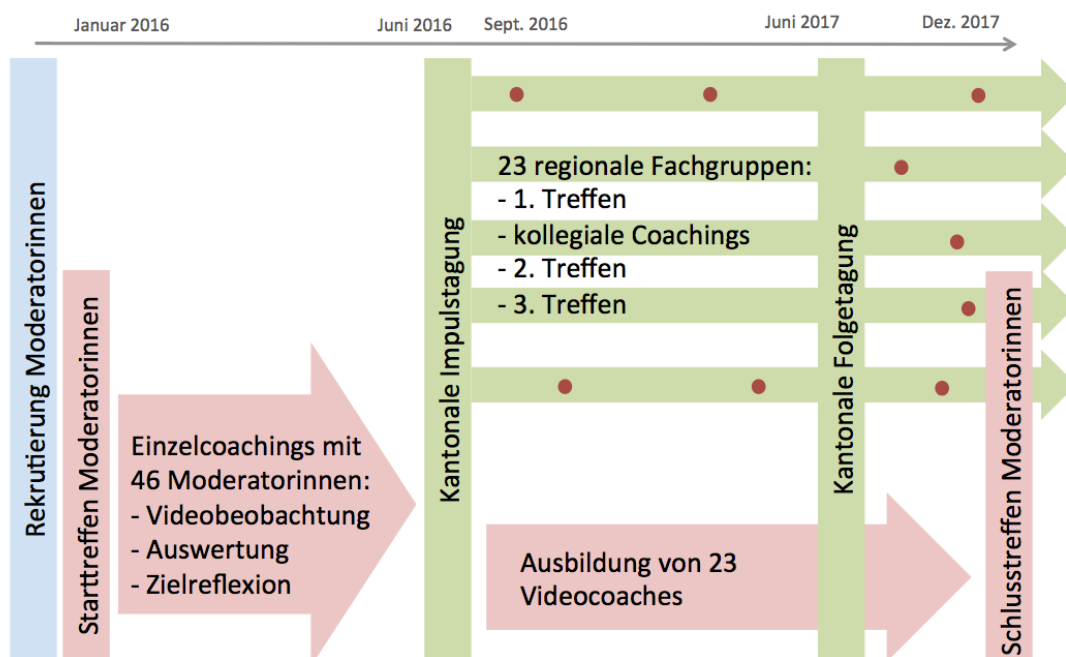 Januar 2016
Juni 2016
Sept. 2016
Juni 2017
Dez. 2017
Rekrutierung Moderatorinnen
Starttreffen Moderatorinnen
Einzelcoachings mit
46 Moderatorinnen:
- Videobeobachtung
- Auswertung
- Zielreflexion
Kantonale Impulstagung
23 regionale Fachgruppen:
- 1. Treffen
- kollegiale Coachings
- 2. Treffen
- 3. Treffen
Ausbildung von 23
Videocoaches
Kantonale Folgetagung
Schlusstreffen Moderatorinnen